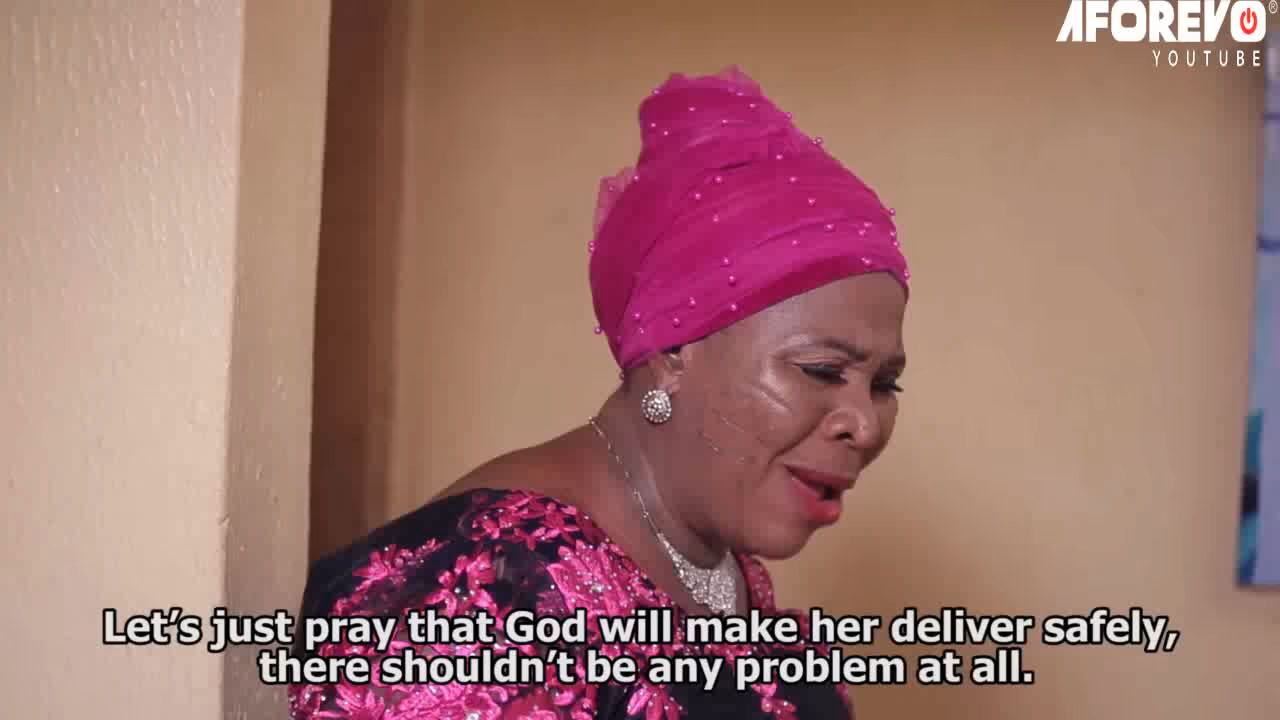 AFOREVO®
YOUTUBE
Let's just pray that God will make her deliver safely,
there shouldn't be any problem at all.